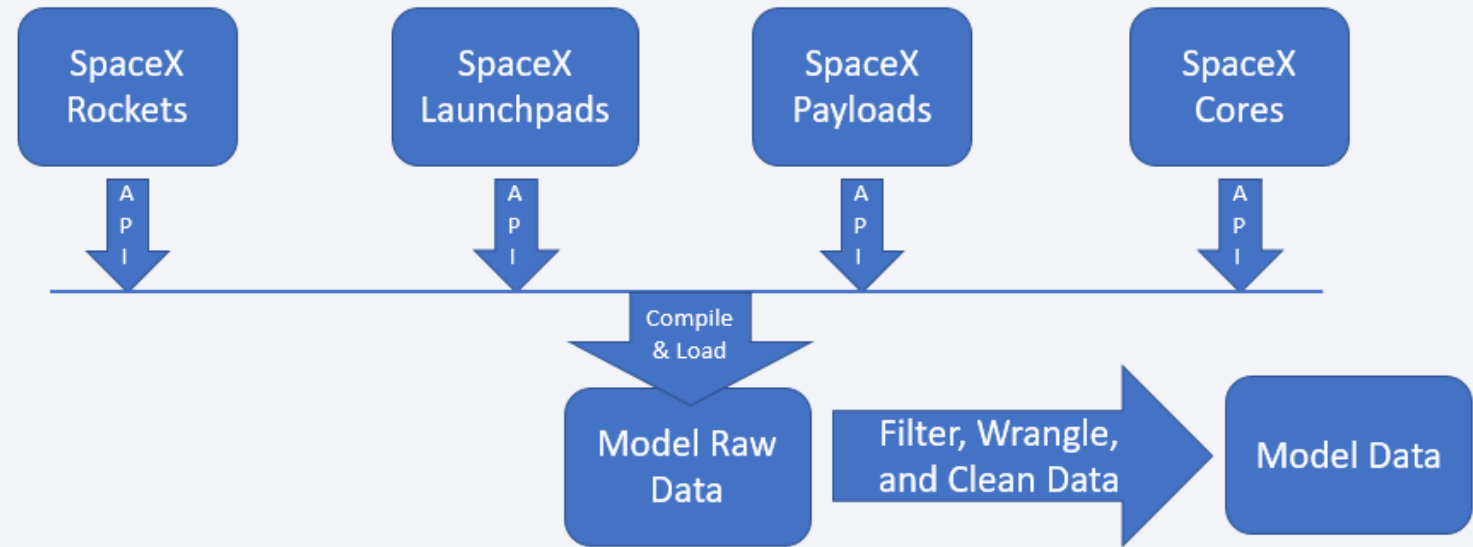 SpaceX
Rockets
SpaceX
Launchpads
SpaceX
Payloads
SpaceX
Cores
A
P
I
A
P
I
A
P
I
A
P
I
Compile
& Load
Model Raw
Data
Filter, Wrangle,
and Clean Data
Model Data